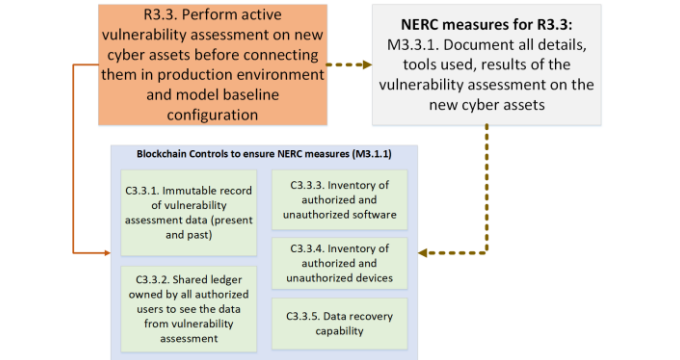 R3.3. Perform active
vulnerability assessment on new
cyber assets before connecting
them in production environment
and model baseline
configuration
NERC measures for R3.3:
M3.3.1. Document all details,
tools used, results of the
vulnerability assessment on the
new cyber assets
Blockchain Controls to ensure NERC measures (M3.1.1)
C3.3.1. Immutable record
of vulnerability
assessment data (present
and past)
C3.3.2. Shared ledger
owned by all authorized
users to see the data
from vulnerability
assessment
C3.3.3. Inventory of
authorized and
unauthorized software
C3.3.4. Inventory of
authorized and
unauthorized devices
C3.3.5. Data recovery
capability